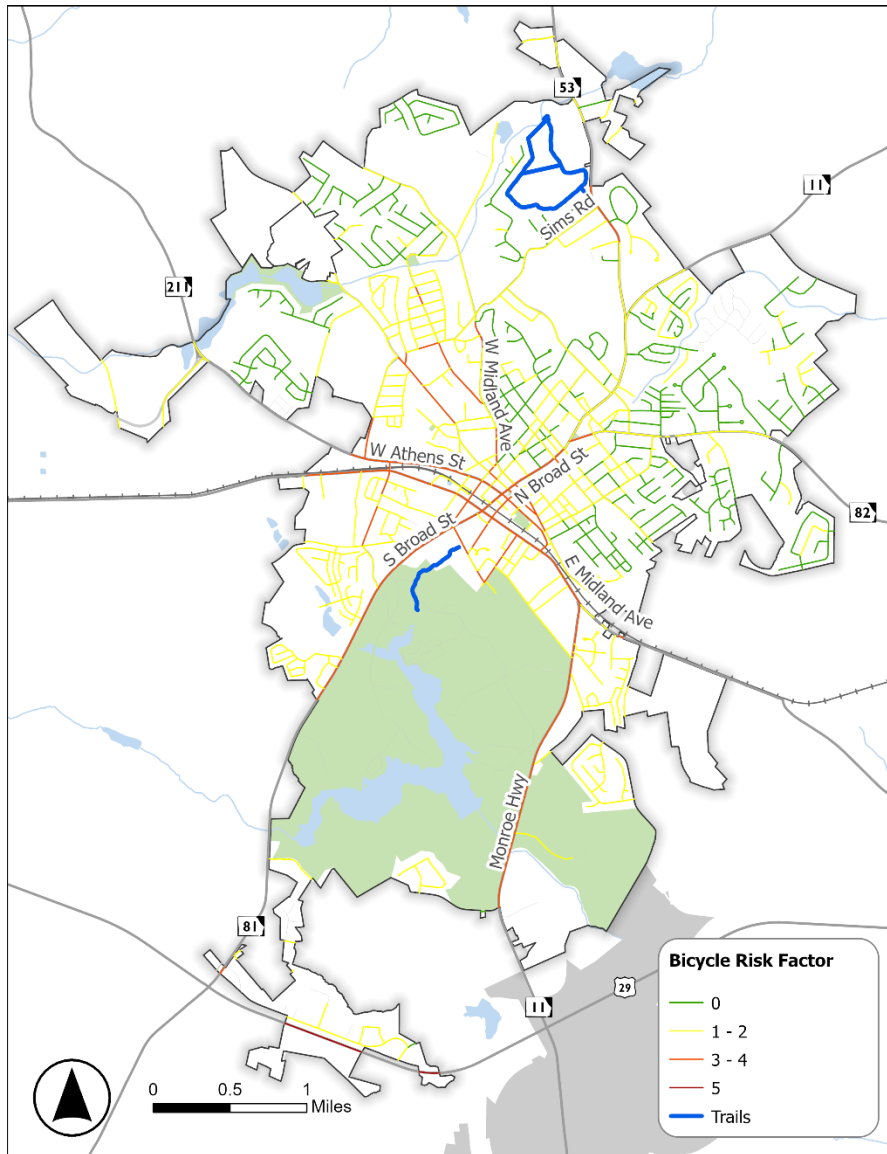 53
11
Sims Rd
211
W Midland Ave
W Athens St
N Broad St
82
S Broad St
E Midland Ave
Monroe Hwy
81
29
11
Bicycle Risk Factor
0
1 - 2
3 - 4
5
Trails
0 0.5 1
Miles